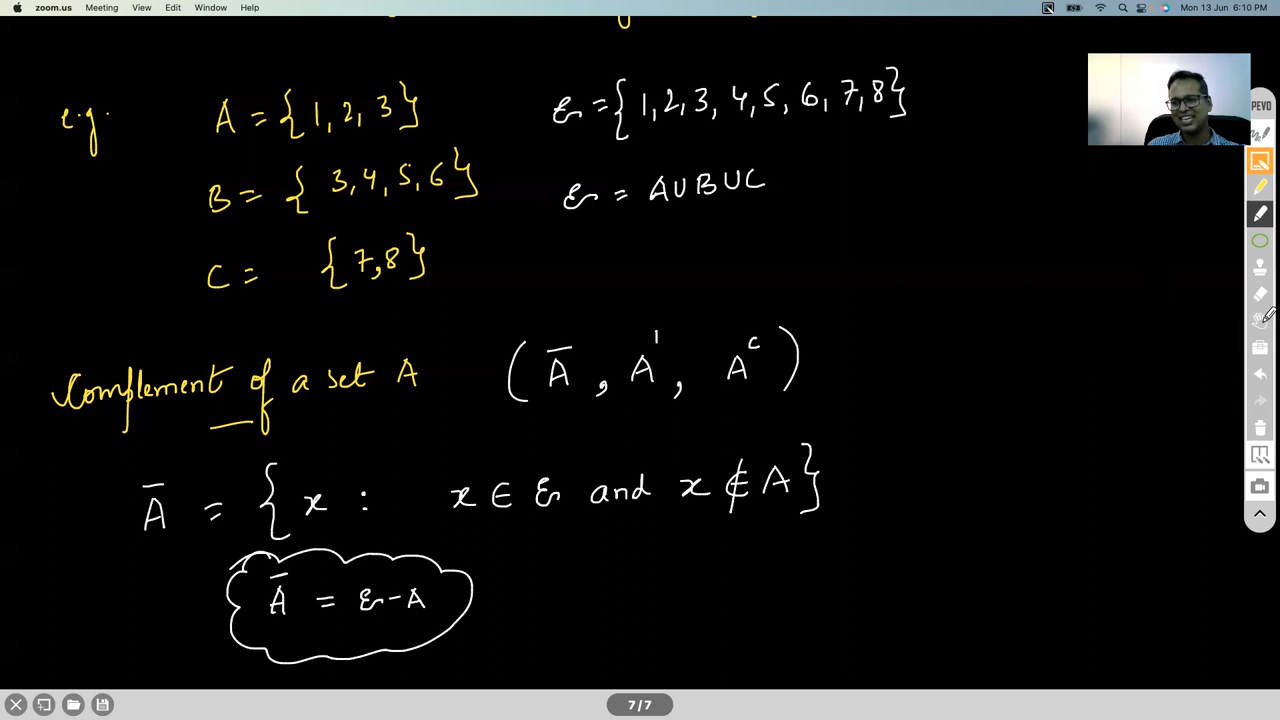 zoom.us Meeting View Edit Window Help Mon 13 Jun 6:10 PM
e.g. A = {1, 2, 3} ξ = {1, 2, 3, 4, 5, 6, 7, 8}
B = {3, 4, 5, 6} ξ = A ∪ B ∪ C
C = {7, 8}
Complement of a set A (Ā, A', Aᶜ)
Ā = {x : x ∈ ξ and x ∉ A}
Ā = ξ - A
7/7